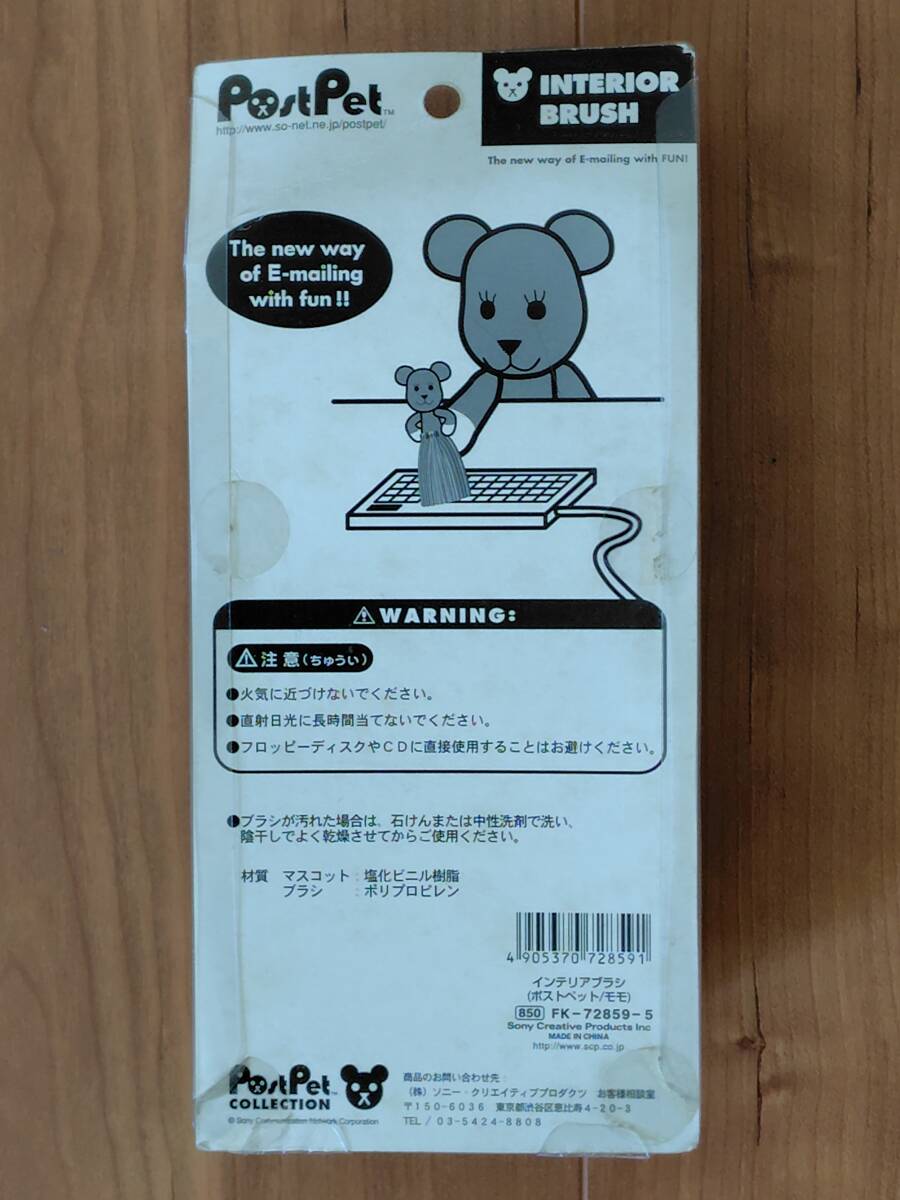 PostPet™
http://www.so-net.ne.jp/postpet/
INTERIOR
BRUSH
The new way of E-mailing with FUN!
The new way
of E-mailing
with fun !!
⚠WARNING:
⚠注意(ちゅうい)
●火気に近づけないでください。
●直射日光に長時間当てないでください。
●フロッピーディスクやCDに直接使用することはお避けください。
●ブラシが汚れた場合は、石けんまたは中性洗剤で洗い、
陰干しでよく乾燥させてからご使用ください。
材質 マスコット：塩化ビニル樹脂
ブラシ：ポリプロピレン
4 905370 728591
インテリアブラシ
(ポストペット/モモ)
850 FK-72859-5
Sony Creative Products Inc
MADE IN CHINA
http://www.scp.co.jp
PostPet™
COLLECTION
© Sony Communication Network Corporation
商品のお問い合わせ先：
(株)ソニー・クリエイティブプロダクツ お客様相談室
〒150-6036 東京都渋谷区恵比寿4-20-3
TEL / 03-5424-8808